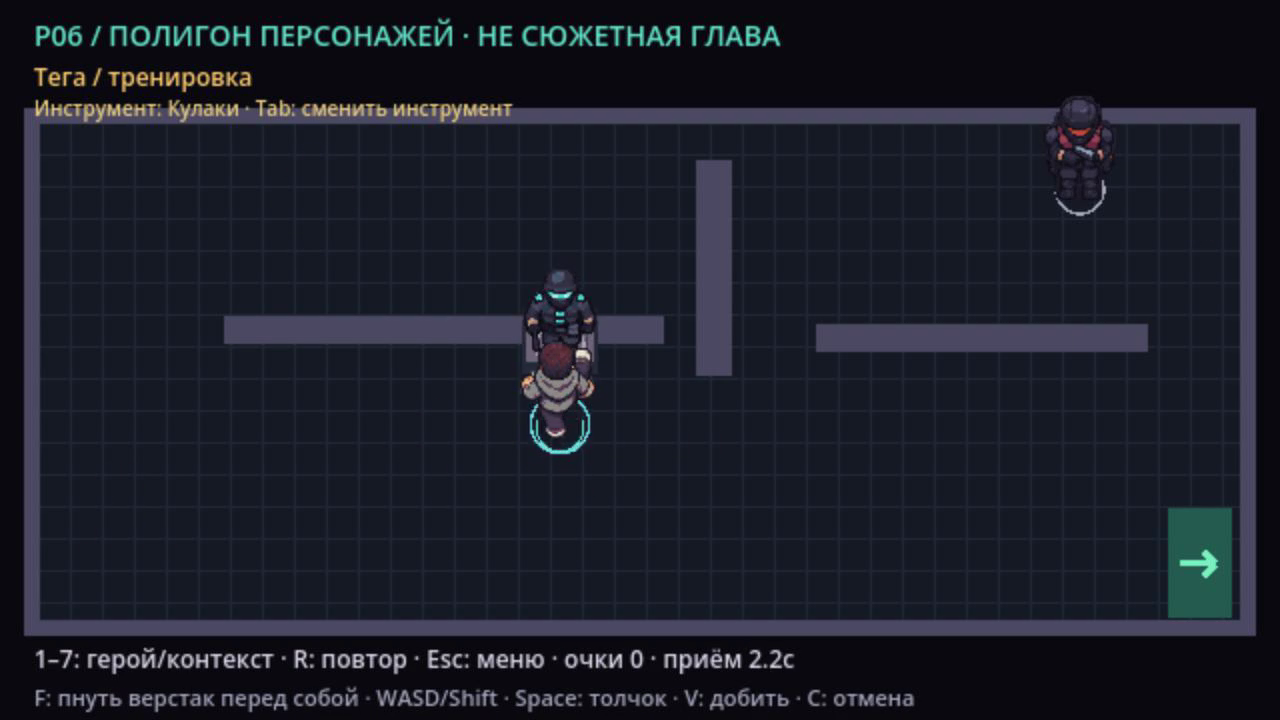 P06 / ПОЛИГОН ПЕРСОНАЖЕЙ · НЕ СЮЖЕТНАЯ ГЛАВА
Тега / тренировка
Инструмент: Кулаки · Tab: сменить инструмент
1–7: герой/контекст · R: повтор · Esc: меню · очки 0 · приём 2.2с
F: пнуть верстак перед собой · WASD/Shift · Space: толчок · V: добить · C: отмена